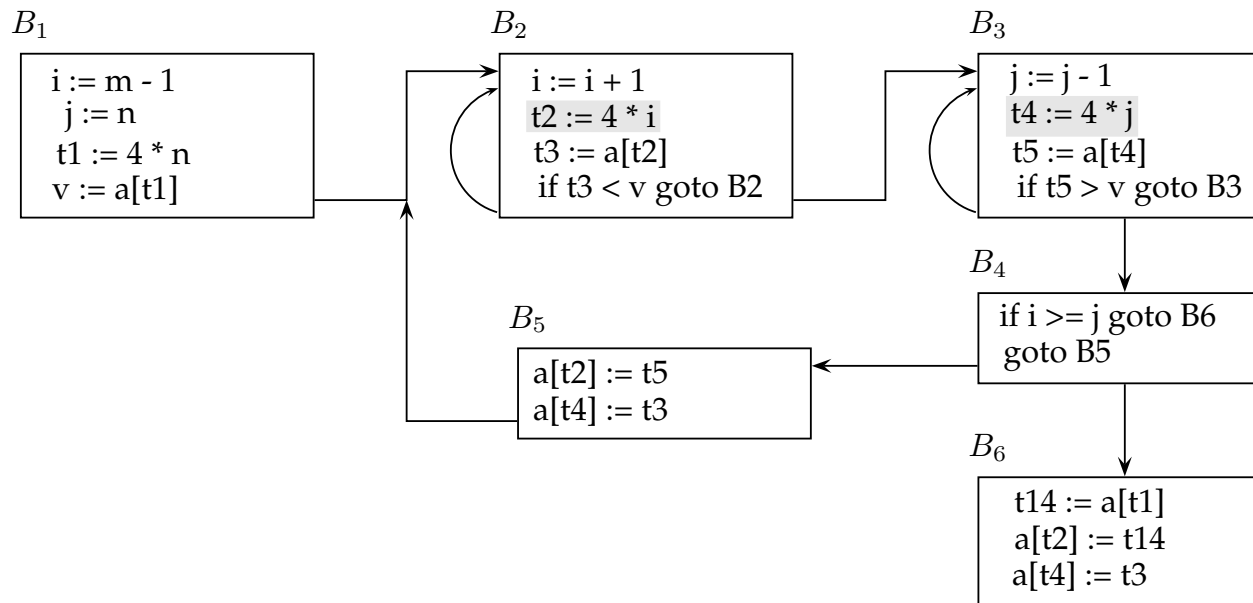 B₁
i := m - 1
j := n
t1 := 4 * n
v := a[t1]
B₂
i := i + 1
t2 := 4 * i
t3 := a[t2]
if t3 < v goto B2
B₃
j := j - 1
t4 := 4 * j
t5 := a[t4]
if t5 > v goto B3
B₄
if i >= j goto B6
goto B5
B₅
a[t2] := t5
a[t4] := t3
B₆
t14 := a[t1]
a[t2] := t14
a[t4] := t3